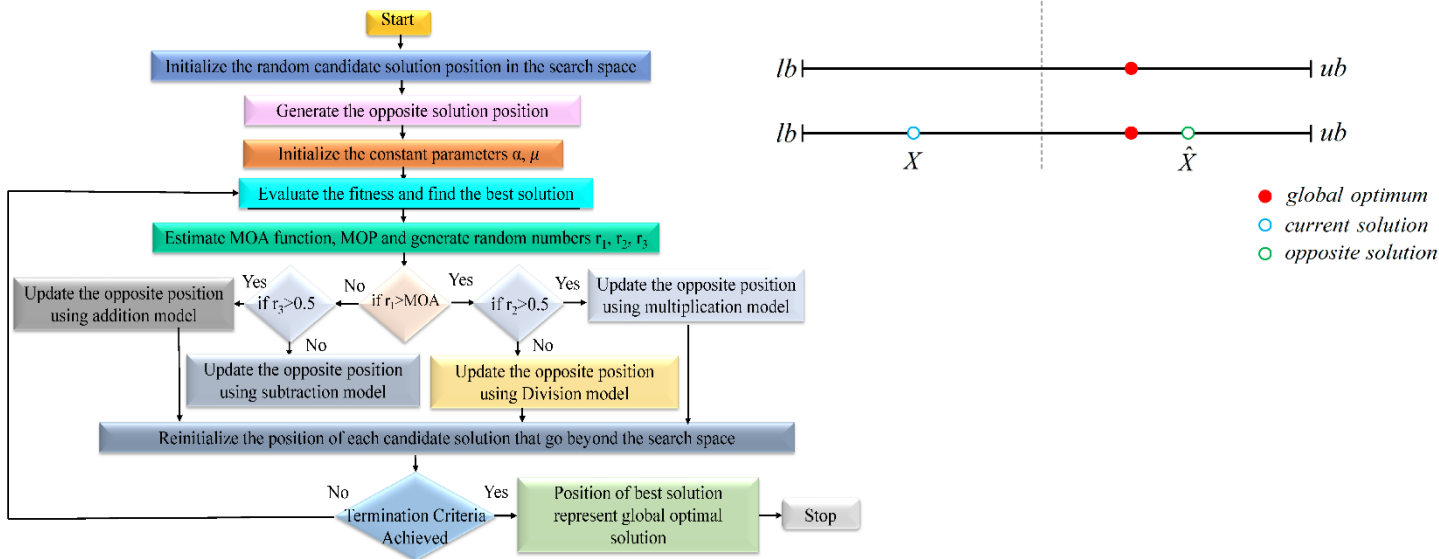 Start
Initialize the random candidate solution position in the search space
Generate the opposite solution position
Initialize the constant parameters α, μ
Evaluate the fitness and find the best solution
Estimate MOA function, MOP and generate random numbers r₁, r₂, r₃
Yes
No
Yes
Yes
Update the opposite position
using addition model
if r₃>0.5
if r₁>MOA
if r₂>0.5
Update the opposite position
using multiplication model
No
No
Update the opposite position
using subtraction model
Update the opposite position
using Division model
Reinitialize the position of each candidate solution that go beyond the search space
No
Yes
Termination Criteria
Achieved
Position of best solution
represent global optimal
solution
Stop
lb
ub
lb
ub
X
X̂
global optimum
current solution
opposite solution